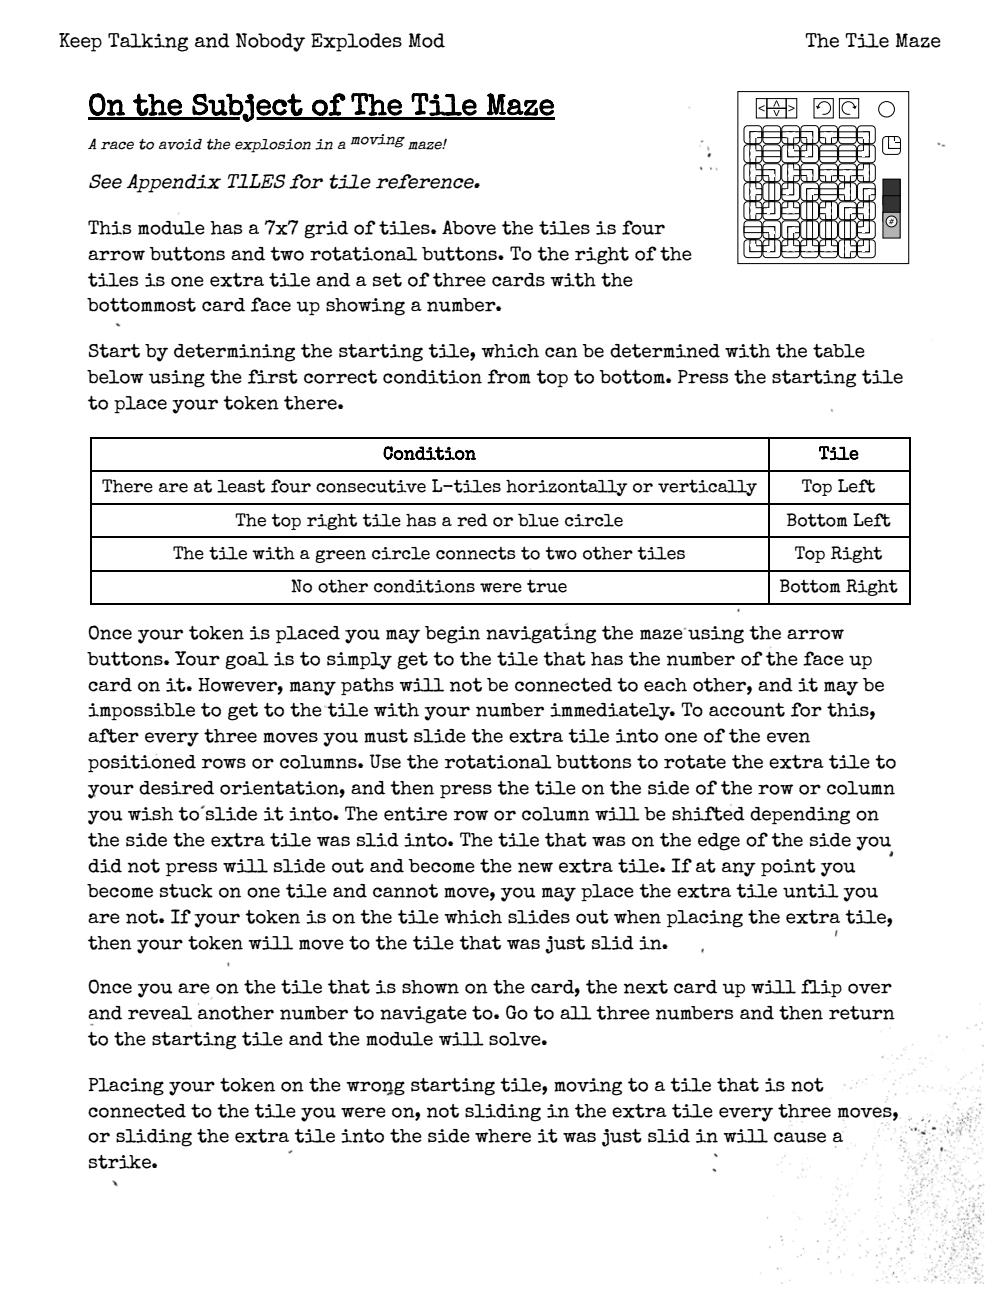 Keep Talking and Nobody Explodes Mod
The Tile Maze
On the Subject of The Tile Maze
A race to avoid the explosion in a moving maze!
See Appendix T1LES for tile reference.
This module has a 7x7 grid of tiles. Above the tiles is four
arrow buttons and two rotational buttons. To the right of the
tiles is one extra tile and a set of three cards with the
bottommost card face up showing a number.
#
Start by determining the starting tile, which can be determined with the table
below using the first correct condition from top to bottom. Press the starting tile
to place your token there.
Condition Tile
There are at least four consecutive L-tiles horizontally or vertically Top Left
The top right tile has a red or blue circle Bottom Left
The tile with a green circle connects to two other tiles Top Right
No other conditions were true Bottom Right
Once your token is placed you may begin navigating the maze using the arrow
buttons. Your goal is to simply get to the tile that has the number of the face up
card on it. However, many paths will not be connected to each other, and it may be
impossible to get to the tile with your number immediately. To account for this,
after every three moves you must slide the extra tile into one of the even
positioned rows or columns. Use the rotational buttons to rotate the extra tile to
your desired orientation, and then press the tile on the side of the row or column
you wish to slide it into. The entire row or column will be shifted depending on
the side the extra tile was slid into. The tile that was on the edge of the side you
did not press will slide out and become the new extra tile. If at any point you
become stuck on one tile and cannot move, you may place the extra tile until you
are not. If your token is on the tile which slides out when placing the extra tile,
then your token will move to the tile that was just slid in.
Once you are on the tile that is shown on the card, the next card up will flip over
and reveal another number to navigate to. Go to all three numbers and then return
to the starting tile and the module will solve.
Placing your token on the wrong starting tile, moving to a tile that is not
connected to the tile you were on, not sliding in the extra tile every three moves,
or sliding the extra tile into the side where it was just slid in will cause a
strike.